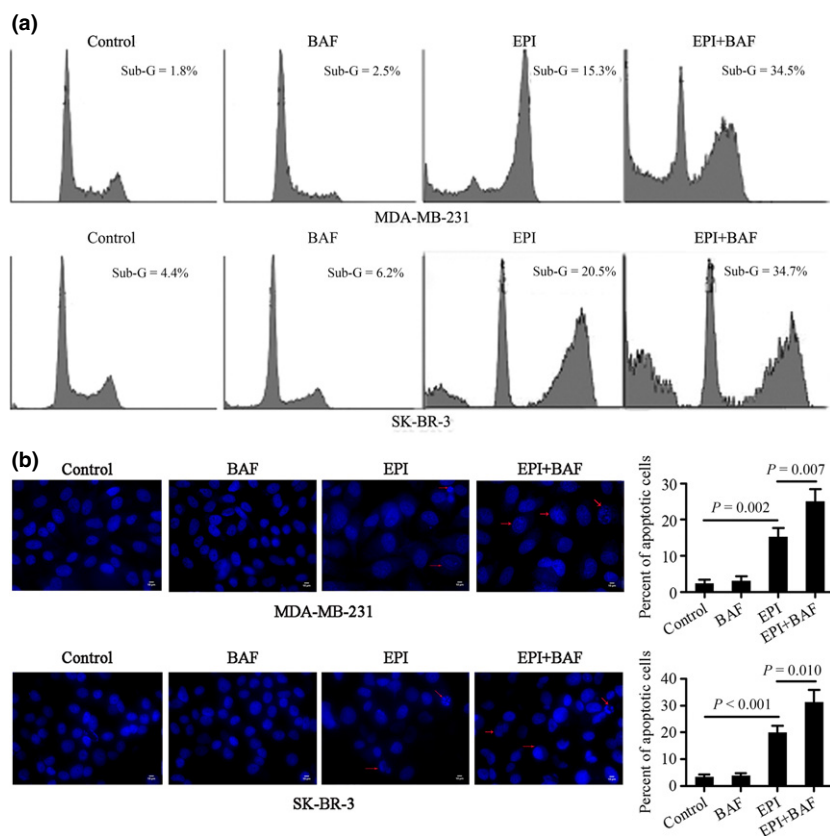 (a)
Control BAF EPI EPI+BAF
Sub-G = 1.8% Sub-G = 2.5% Sub-G = 15.3% Sub-G = 34.5%
MDA-MB-231
Control BAF EPI EPI+BAF
Sub-G = 4.4% Sub-G = 6.2% Sub-G = 20.5% Sub-G = 34.7%
SK-BR-3
(b)
Control BAF EPI EPI+BAF
MDA-MB-231
Percent of apoptotic cells
30
20
10
0
P = 0.002
P = 0.007
Control BAF EPI EPI+BAF
Control BAF EPI EPI+BAF
SK-BR-3
Percent of apoptotic cells
40
30
20
10
0
P < 0.001
P = 0.010
Control BAF EPI EPI+BAF